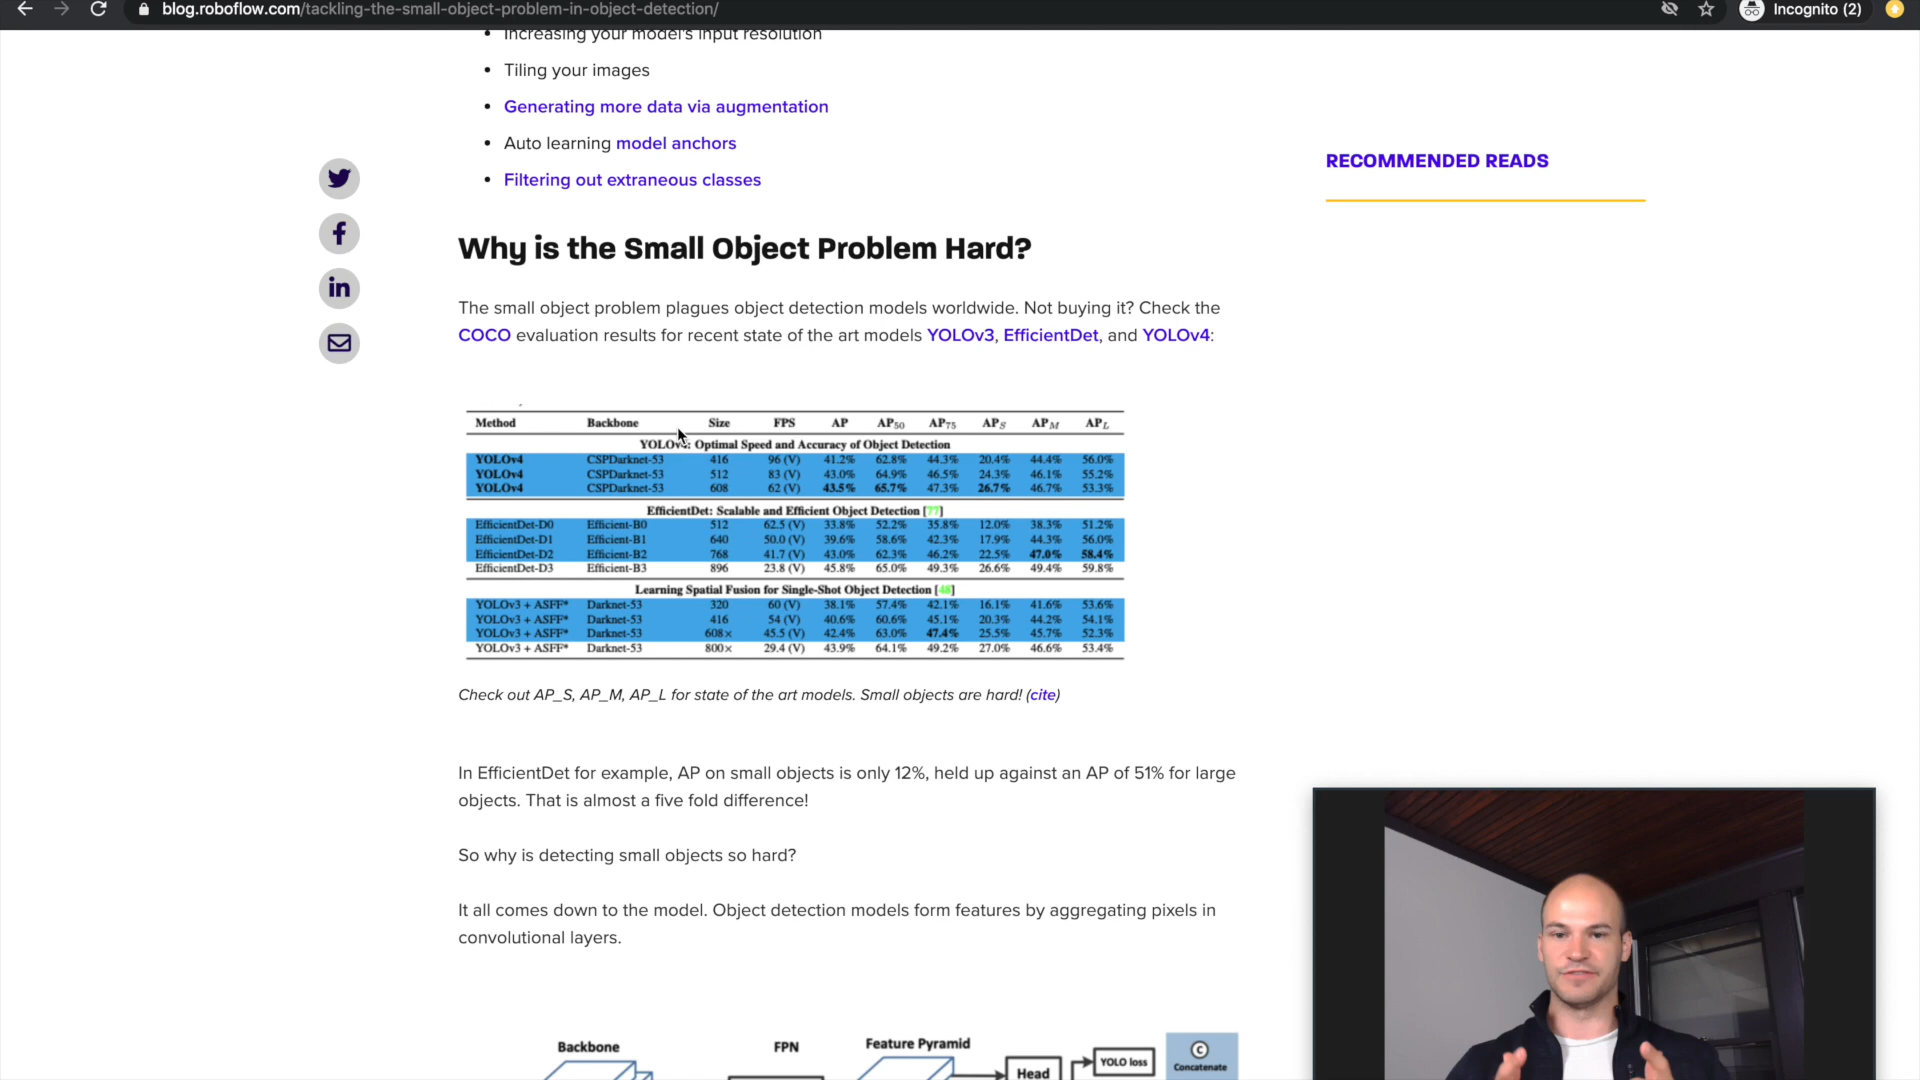 blog.roboflow.com/tackling-the-small-object-problem-in-object-detection/
Incognito (2)
Increasing your model's input resolution
Tiling your images
Generating more data via augmentation
Auto learning model anchors
Filtering out extraneous classes
RECOMMENDED READS
Why is the Small Object Problem Hard?
The small object problem plagues object detection models worldwide. Not buying it? Check the
COCO evaluation results for recent state of the art models YOLOv3, EfficientDet, and YOLOv4:
Method Backbone Size FPS AP AP50 AP75 APS APM APL
YOLOv4: Optimal Speed and Accuracy of Object Detection
YOLOv4 CSPDarknet-53 416 96 (V) 41.2% 62.8% 44.3% 20.4% 44.4% 56.0%
YOLOv4 CSPDarknet-53 512 83 (V) 43.0% 64.9% 46.5% 24.3% 46.1% 55.2%
YOLOv4 CSPDarknet-53 608 62 (V) 43.5% 65.7% 47.3% 26.7% 46.7% 53.3%
EfficientDet: Scalable and Efficient Object Detection [77]
EfficientDet-D0 Efficient-B0 512 62.5 (V) 33.8% 52.2% 35.8% 12.0% 38.3% 51.2%
EfficientDet-D1 Efficient-B1 640 50.0 (V) 39.6% 58.6% 42.3% 17.9% 44.3% 56.0%
EfficientDet-D2 Efficient-B2 768 41.7 (V) 43.0% 62.3% 46.2% 22.5% 47.0% 58.4%
EfficientDet-D3 Efficient-B3 896 23.8 (V) 45.8% 65.0% 49.3% 26.6% 49.4% 59.8%
Learning Spatial Fusion for Single-Shot Object Detection [48]
YOLOv3 + ASFF* Darknet-53 320 60 (V) 38.1% 57.4% 42.1% 16.1% 41.6% 53.6%
YOLOv3 + ASFF* Darknet-53 416 54 (V) 40.6% 60.6% 45.1% 20.3% 44.2% 54.1%
YOLOv3 + ASFF* Darknet-53 608× 45.5 (V) 42.4% 63.0% 47.4% 25.5% 45.7% 52.3%
YOLOv3 + ASFF* Darknet-53 800× 29.4 (V) 43.9% 64.1% 49.2% 27.0% 46.6% 53.4%
Check out AP_S, AP_M, AP_L for state of the art models. Small objects are hard! (cite)
In EfficientDet for example, AP on small objects is only 12%, held up against an AP of 51% for large
objects. That is almost a five fold difference!
So why is detecting small objects so hard?
It all comes down to the model. Object detection models form features by aggregating pixels in
convolutional layers.
Backbone FPN Feature Pyramid
Head YOLO loss
C
Concatenate